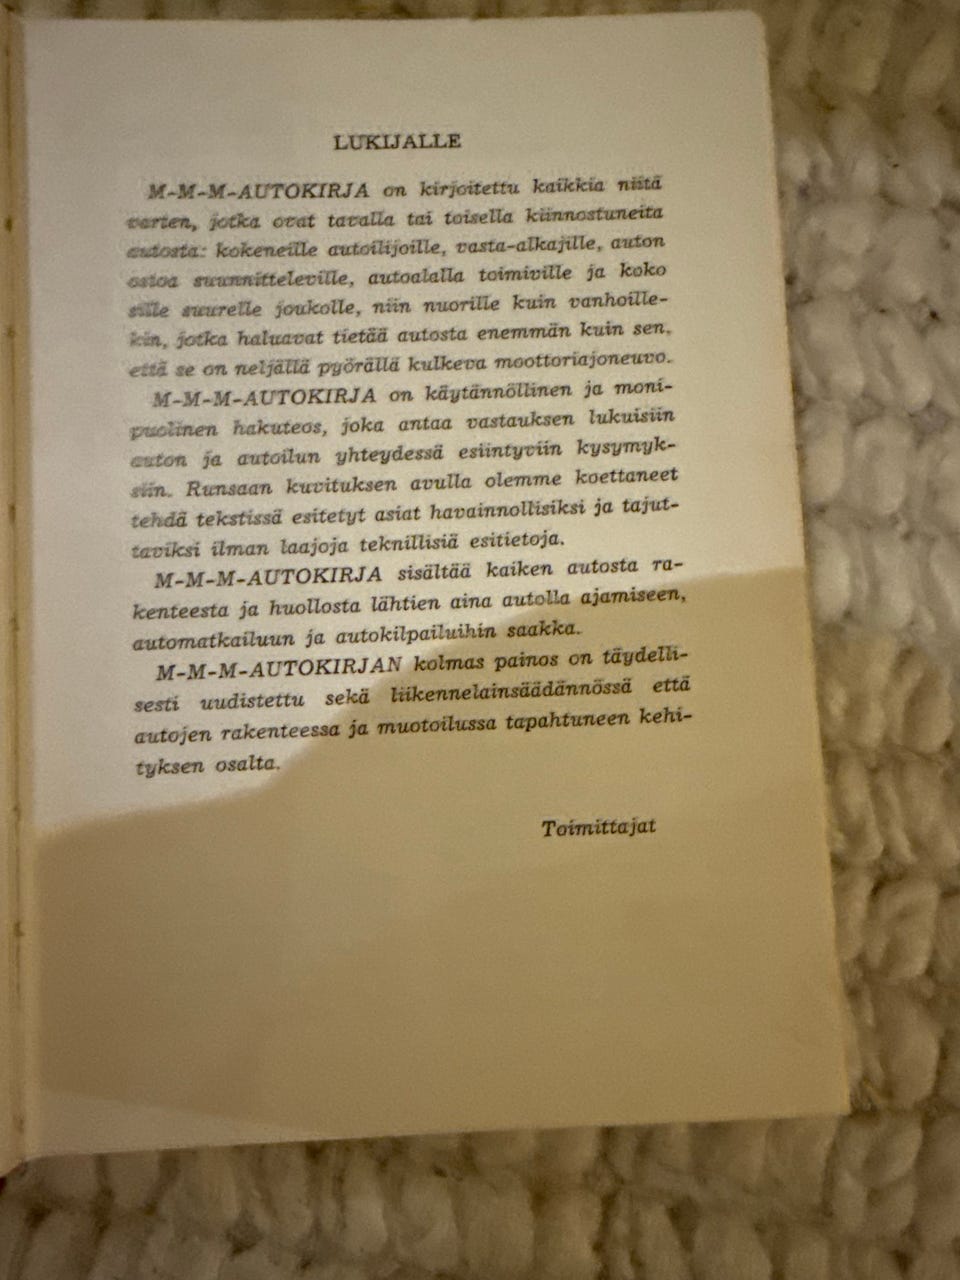 LUKIJALLE
M-M-M-AUTOKIRJA on kirjoitettu kaikkia niitä
varten, jotka ovat tavalla tai toisella kiinnostuneita
autosta: kokeneille autoilijoille, vasta-alkajille, auton
ostoa suunnitteleville, autoalalla toimiville ja koko
sille suurelle joukolle, niin nuorille kuin vanhoille-
kin, jotka haluavat tietää autosta enemmän kuin sen,
että se on neljällä pyörällä kulkeva moottoriajoneuvo.
M-M-M-AUTOKIRJA on käytännöllinen ja moni-
puolinen hakuteos, joka antaa vastauksen lukuisiin
auton ja autoilun yhteydessä esiintyviin kysymyk-
siin. Runsaan kuvituksen avulla olemme koettaneet
tehdä tekstissä esitetyt asiat havainnollisiksi ja tajut-
taviksi ilman laajoja teknillisiä esitietoja.
M-M-M-AUTOKIRJA sisältää kaiken autosta ra-
kenteesta ja huollosta lähtien aina autolla ajamiseen,
automatkailuun ja autokilpailuihin saakka.
M-M-M-AUTOKIRJAN kolmas painos on täydelli-
sesti uudistettu sekä liikennelainsäädännössä että
autojen rakenteessa ja muotoilussa tapahtuneen kehi-
tyksen osalta.
Toimittajat